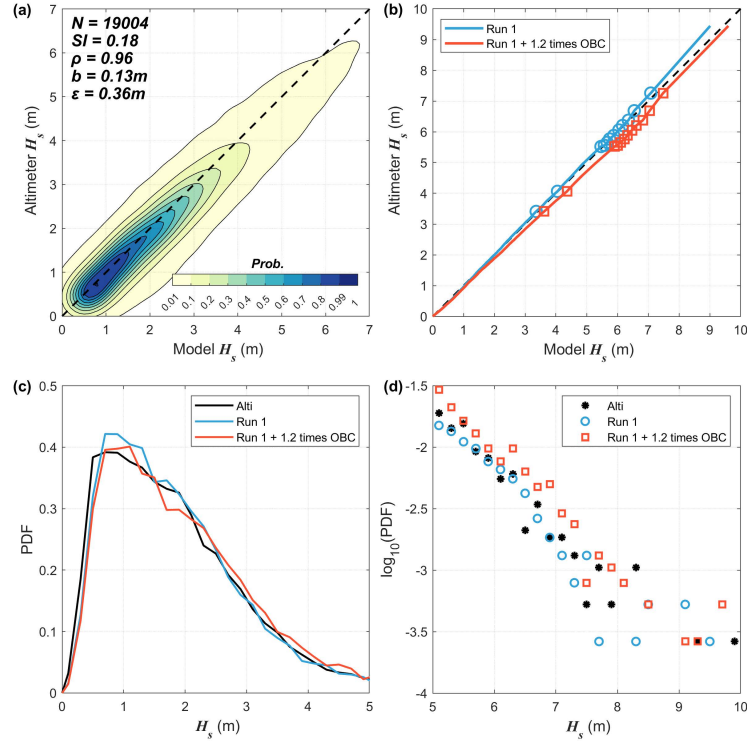 (a)
N = 19004
SI = 0.18
ρ = 0.96
b = 0.13m
ε = 0.36m
Altimeter Hs (m)
7
6
5
4
3
2
1
0
Prob.
0.01 0.1 0.2 0.3 0.4 0.5 0.6 0.7 0.8 0.99 1
0 1 2 3 4 5 6 7
Model Hs (m)
(b)
Run 1
Run 1 + 1.2 times OBC
Altimeter Hs (m)
10
9
8
7
6
5
4
3
2
1
0
0 1 2 3 4 5 6 7 8 9 10
Model Hs (m)
(c)
Alti
Run 1
Run 1 + 1.2 times OBC
PDF
0.5
0.4
0.3
0.2
0.1
0
0 1 2 3 4 5
Hs (m)
(d)
Alti
Run 1
Run 1 + 1.2 times OBC
log10(PDF)
-1.5
-2
-2.5
-3
-3.5
-4
5 6 7 8 9 10
Hs (m)